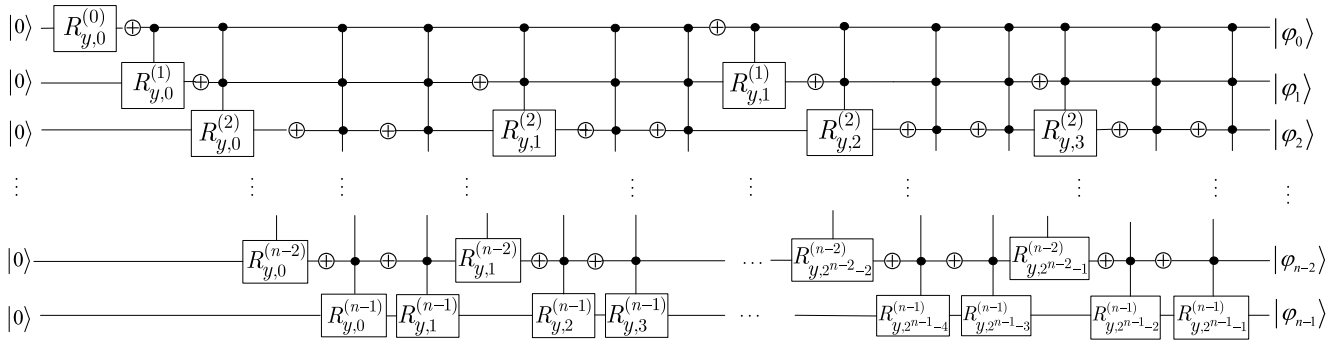 |0⟩ R_{y,0}^{(0)} |φ_0⟩
|0⟩ R_{y,0}^{(1)} R_{y,1}^{(1)} |φ_1⟩
|0⟩ R_{y,0}^{(2)} R_{y,1}^{(2)} R_{y,2}^{(2)} R_{y,3}^{(2)} |φ_2⟩
⋮ ⋮ ⋮ ⋮ ⋮ ⋮ ⋮ ⋮ ⋮ ⋮
|0⟩ R_{y,0}^{(n-2)} R_{y,1}^{(n-2)} ... R_{y,2^{n-2}-2}^{(n-2)} R_{y,2^{n-2}-1}^{(n-2)} |φ_{n-2}⟩
|0⟩ R_{y,0}^{(n-1)} R_{y,1}^{(n-1)} R_{y,2}^{(n-1)} R_{y,3}^{(n-1)} ... R_{y,2^{n-1}-4}^{(n-1)} R_{y,2^{n-1}-3}^{(n-1)} R_{y,2^{n-1}-2}^{(n-1)} R_{y,2^{n-1}-1}^{(n-1)} |φ_{n-1}⟩